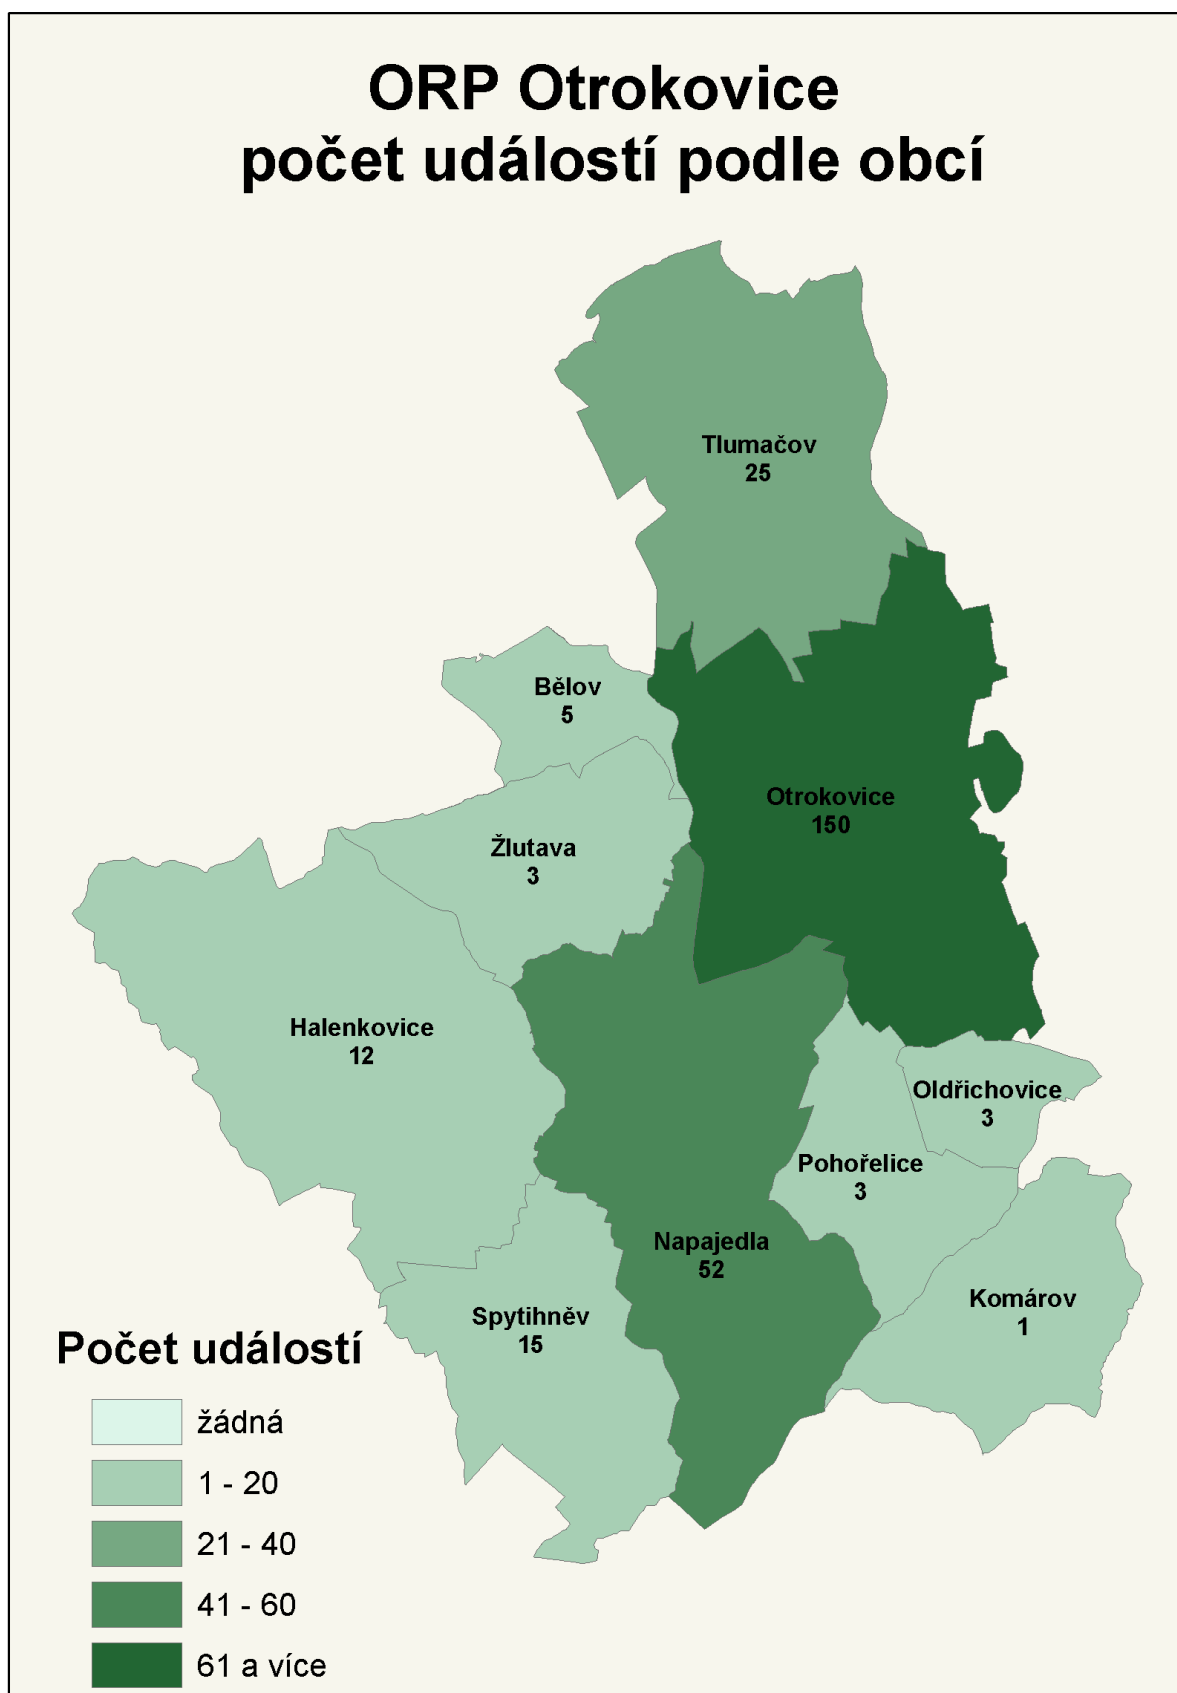 ORP Otrokovice
počet událostí podle obcí
Tlumačov
25
Bělov
5
Otrokovice
150
Žlutava
3
Halenkovice
12
Oldřichovice
3
Pohořelice
3
Napajedla
52
Komárov
1
Spytihněv
15
Počet událostí
žádná
1 - 20
21 - 40
41 - 60
61 a více